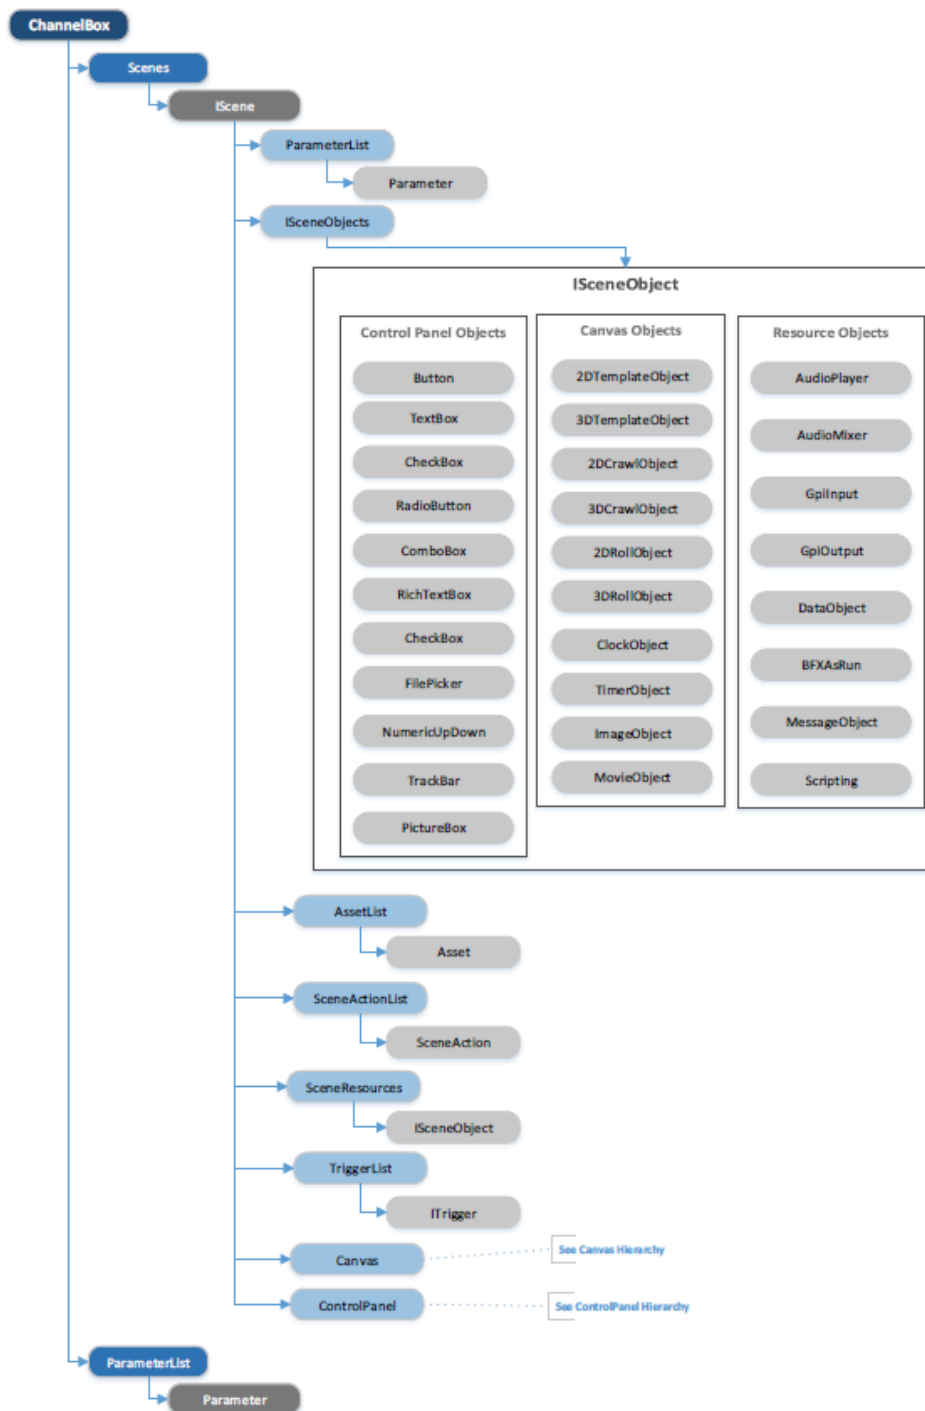 ChannelBox
Scenes
IScene
ParameterList
Parameter
ISceneObjects
ISceneObject
Control Panel Objects
Button
TextBox
CheckBox
RadioButton
ComboBox
RichTextBox
CheckBox
FilePicker
NumericUpDown
TrackBar
PictureBox
Canvas Objects
2DTemplateObject
3DTemplateObject
2DCrawlObject
3DCrawlObject
2DRollObject
3DRollObject
ClockObject
TimerObject
ImageObject
MovieObject
Resource Objects
AudioPlayer
AudioMixer
GpiInput
GpiOutput
DataObject
BFXAsRun
MessageObject
Scripting
AssetList
Asset
SceneActionList
SceneAction
SceneResources
ISceneObject
TriggerList
ITrigger
Canvas
See Canvas Hierarchy
ControlPanel
See ControlPanel Hierarchy
ParameterList
Parameter